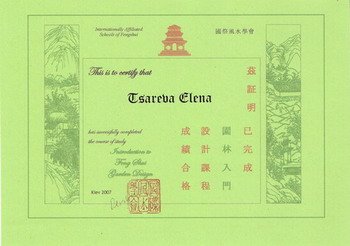 Internationally Affiliated
Schools of Fengshui
國際風水學會
This is to certify that
Tsareva Elena
has succesfully completed
the course of study
Introduction to
Feng Shui
Garden Design
Kiev 2007
茲証明
已完成
園林入門
設計課程
成績合格